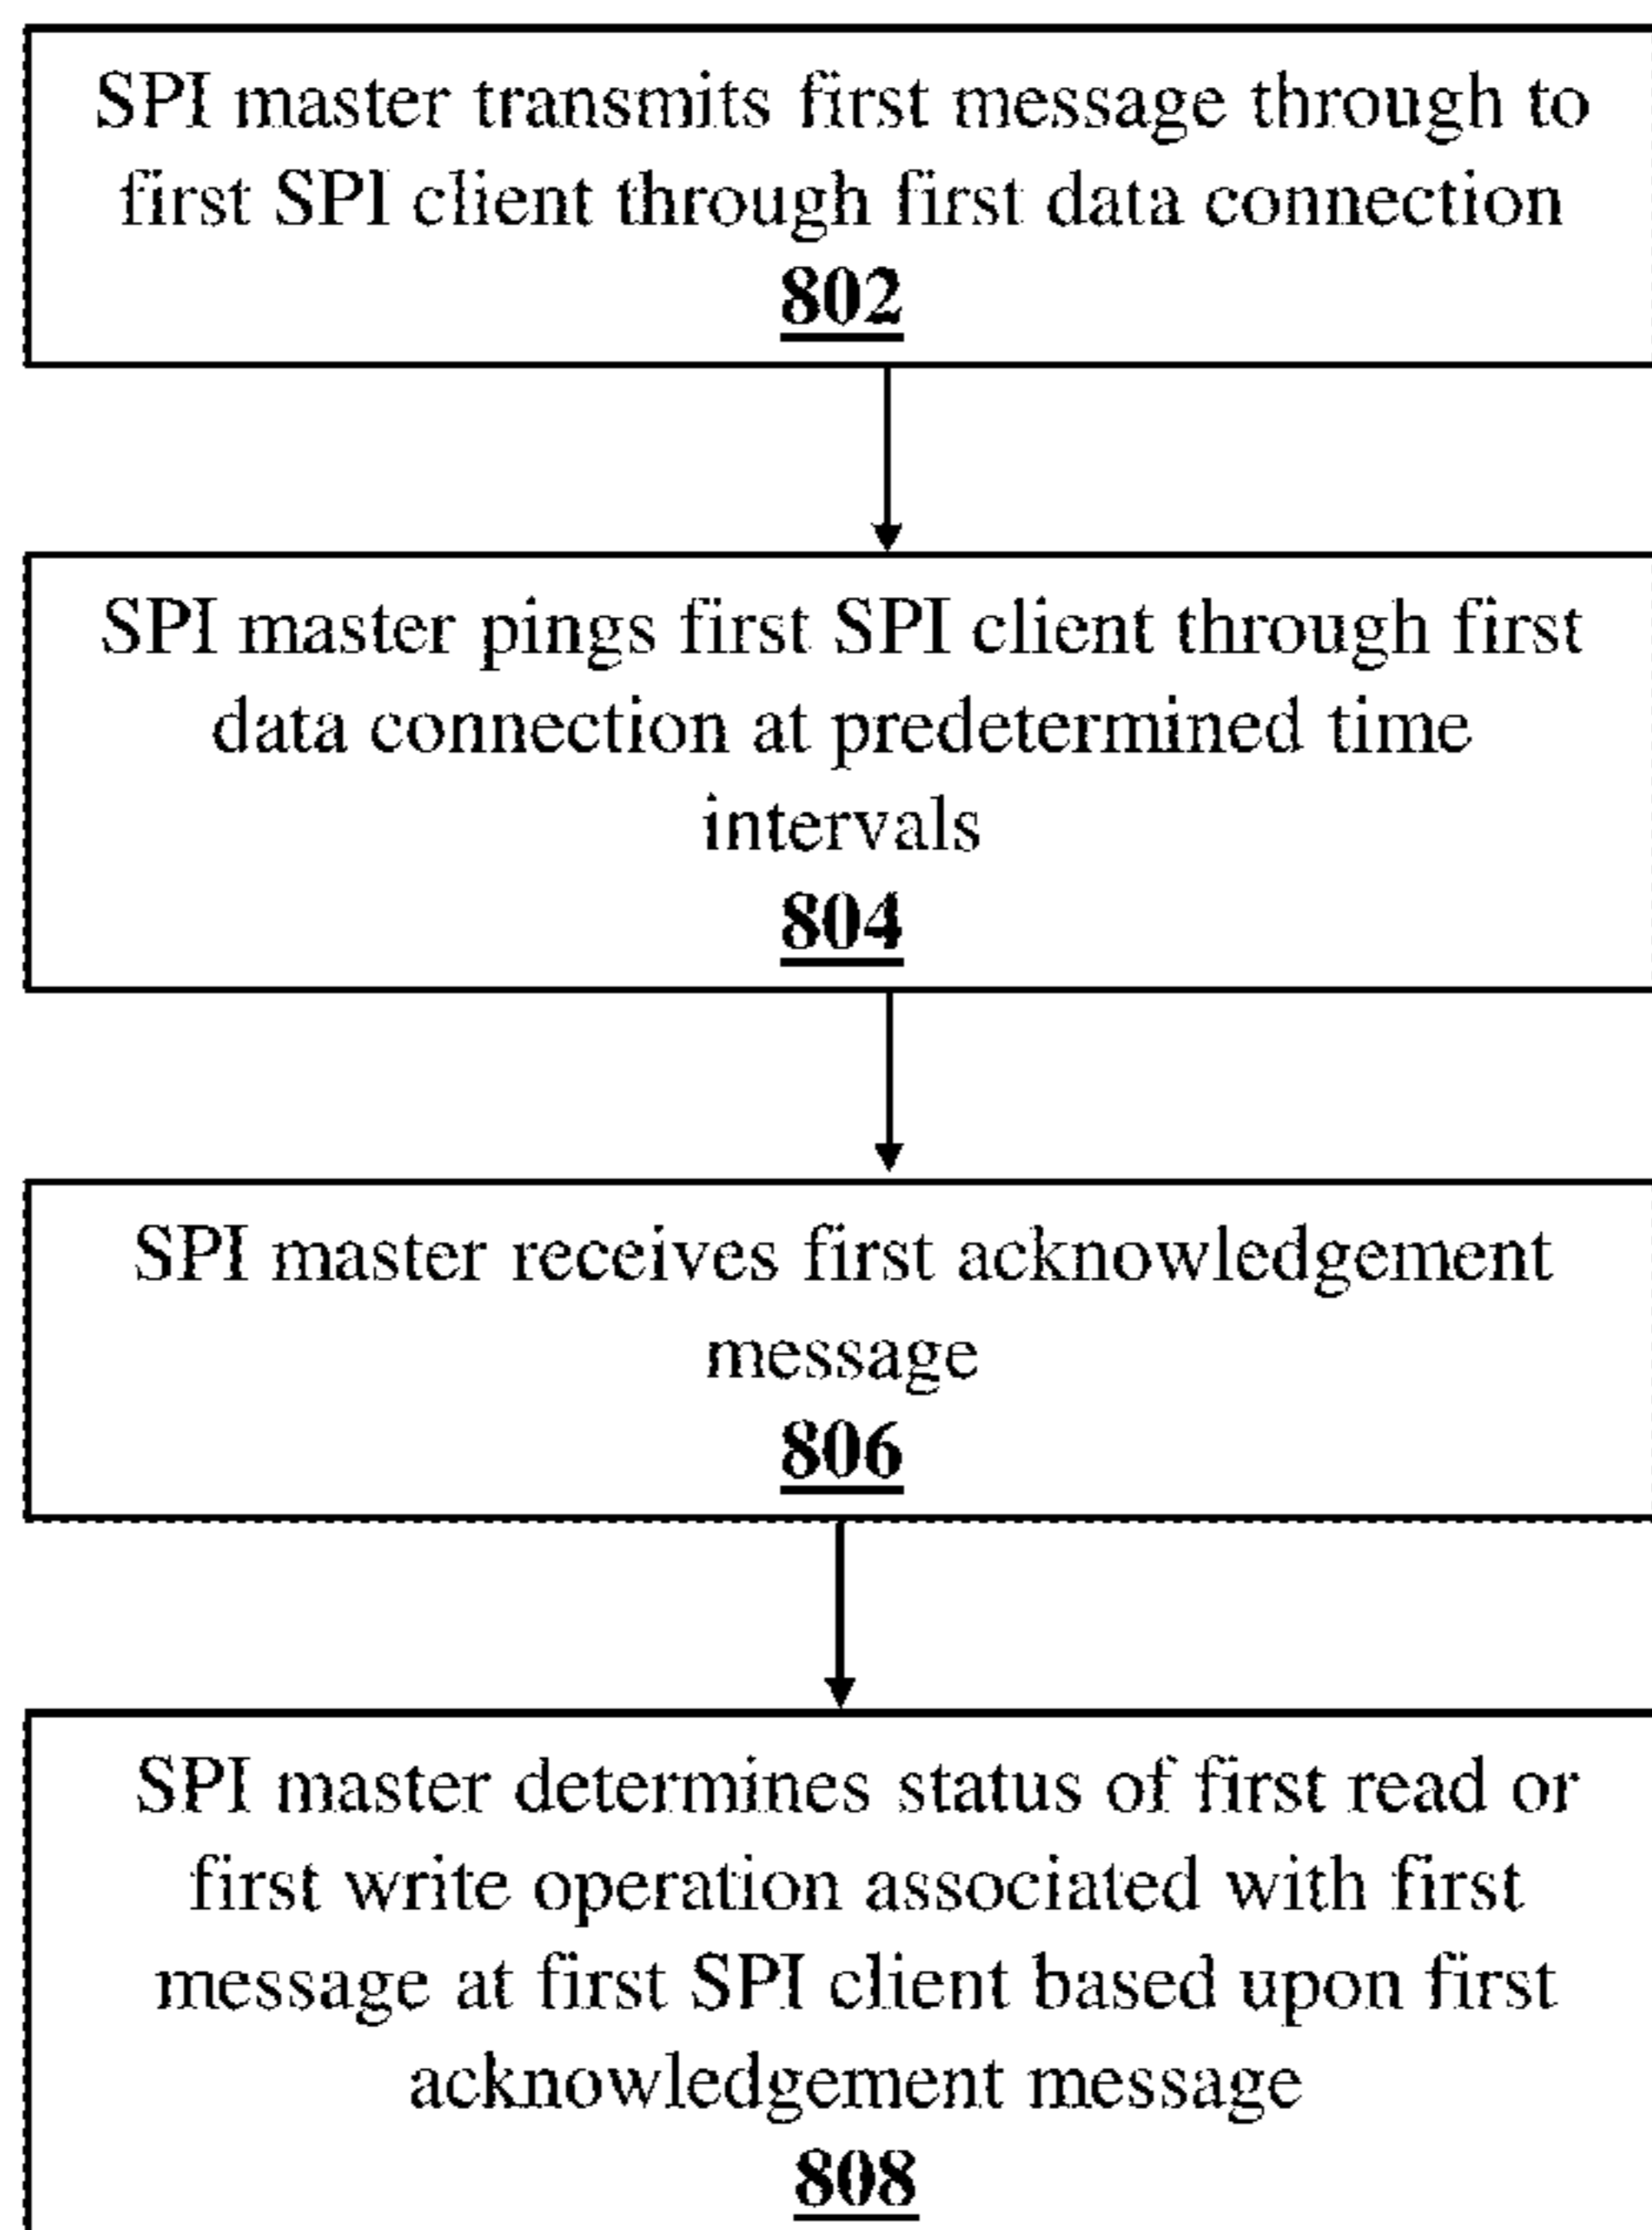 SPI master transmits first message through to
first SPI client through first data connection
802
SPI master pings first SPI client through first
data connection at predetermined time
intervals
804
SPI master receives first acknowledgement
message
806
SPI master determines status of first read or
first write operation associated with first
message at first SPI client based upon first
acknowledgement message
808